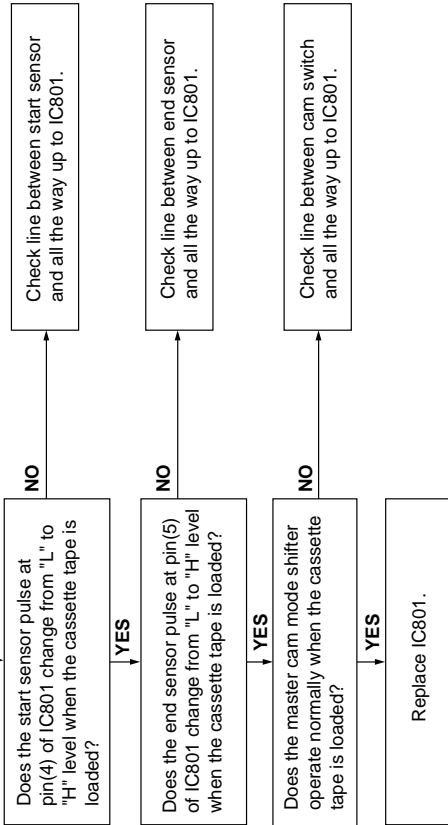 Does the start sensor pulse at
pin(4) of IC801 change from "L" to
"H" level when the cassette tape is
loaded?
NO
Check line between start sensor
and all the way up to IC801.
YES
Does the end sensor pulse at pin(5)
of IC801 change from "L" to "H" level
when the cassette tape is loaded?
NO
Check line between end sensor
and all the way up to IC801.
YES
Does the master cam mode shifter
operate normally when the cassette
tape is loaded?
NO
Check line between cam switch
and all the way up to IC801.
YES
Replace IC801.